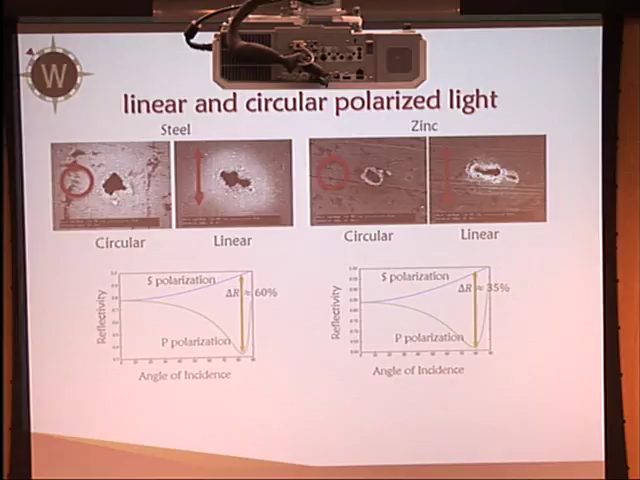 W
linear and circular polarized light
Steel
Zinc
Circular
Linear
Circular
Linear
S polarization
ΔR ≈ 60%
P polarization
Reflectivity
Angle of Incidence
S polarization
ΔR ≈ 35%
P polarization
Reflectivity
Angle of Incidence